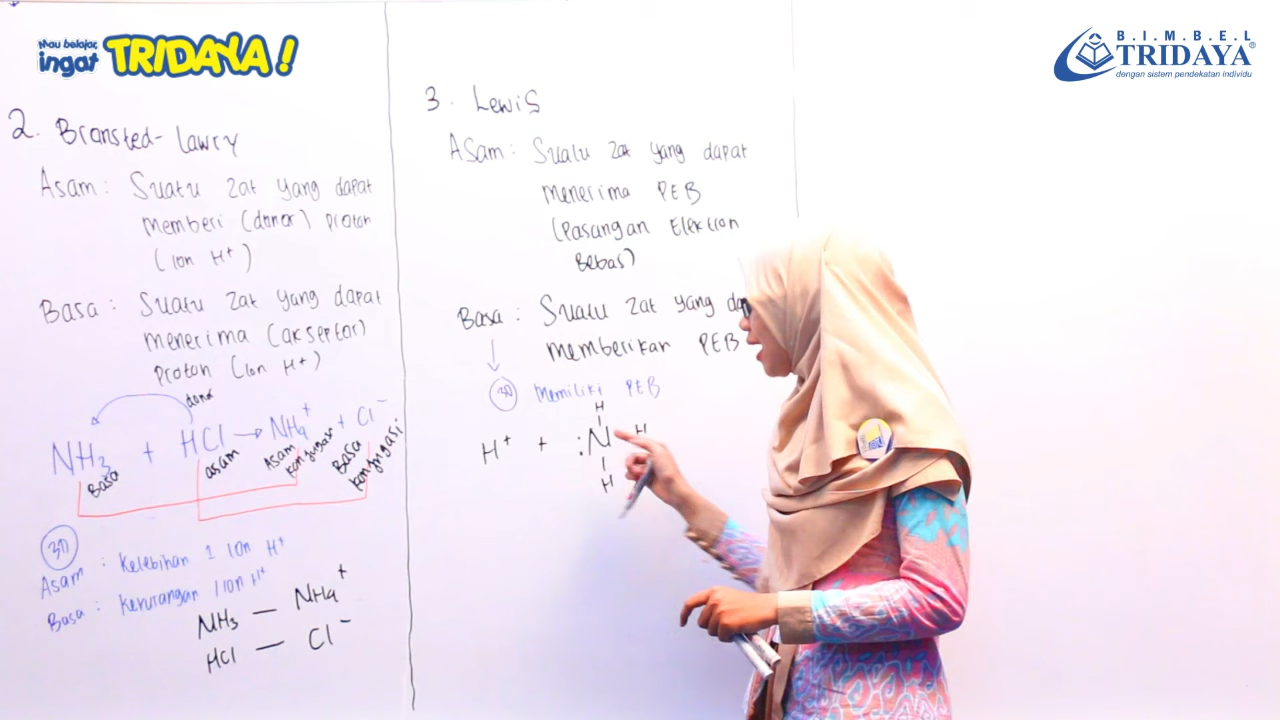 Mau belajar,
ingat TRIDAYA!
B.I.M.B.E.L
TRIDAYA®
dengan sistem pendekatan individu
2. Bronsted-Lawry
Asam: Suatu zat yang dapat
memberi (donor) proton
(ion H⁺)
Basa: Suatu zat yang dapat
menerima (akseptor)
proton (ion H⁺)
donor
NH₃ + HCl → NH₄⁺ + Cl⁻
Basa asam Asam konjugasi Basa konjugasi
3D
Asam: Kelebihan 1 ion H⁺
Basa: Kekurangan 1 ion H⁺
NH₃ — NH₄⁺
HCl — Cl⁻
3. Lewis
Asam: Suatu zat yang dapat
menerima PEB
(Pasangan Elektron
Bebas)
Basa: Suatu zat yang
memberikan PEB
3D memiliki PEB
H
H⁺ + :N H
H